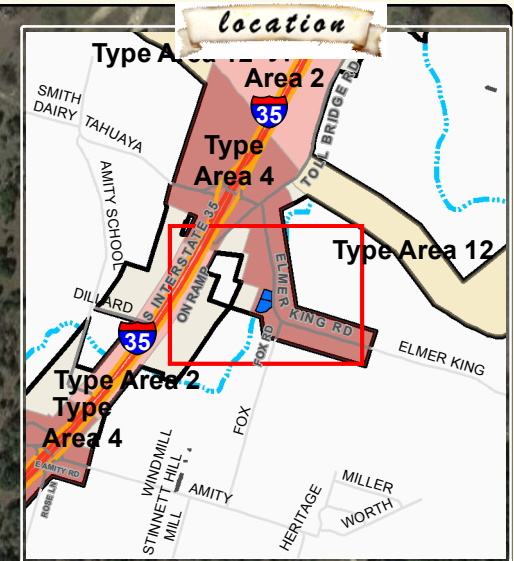 location
Type
Area 2
35
SMITH
DAIRY
TAHUAYA
TOLL BRIDGE RD
Type
Area 4
AMITY SCHOOL
S INTERSTATE 35
Type Area 12
ON RAMP
ELMER KING RD
DILLARD
35
FOX RD
ELMER KING
Type Area 2
Type
Area 4
FOX
E AMITY RD
ROSE LN
WINDMILL
STINNETT HILL
MILL
AMITY
HERITAGE
MILLER
WORTH